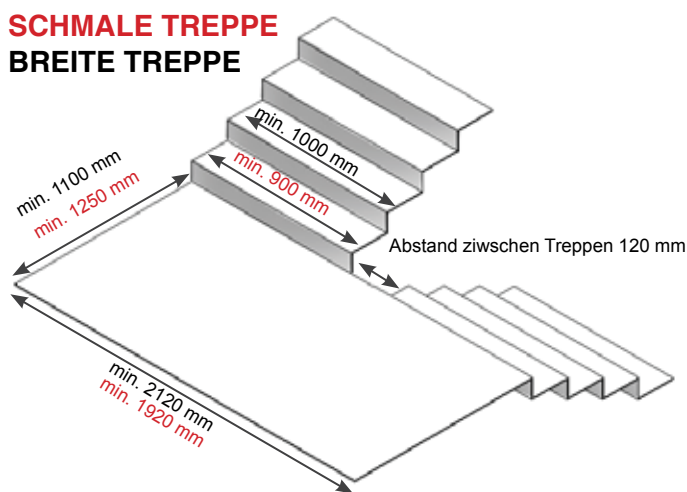 SCHMALE TREPPE
BREITE TREPPE
min. 1000 mm
min. 900 mm
min. 1100 mm
min. 1250 mm
Abstand ziwschen Treppen 120 mm
min. 2120 mm
min. 1920 mm